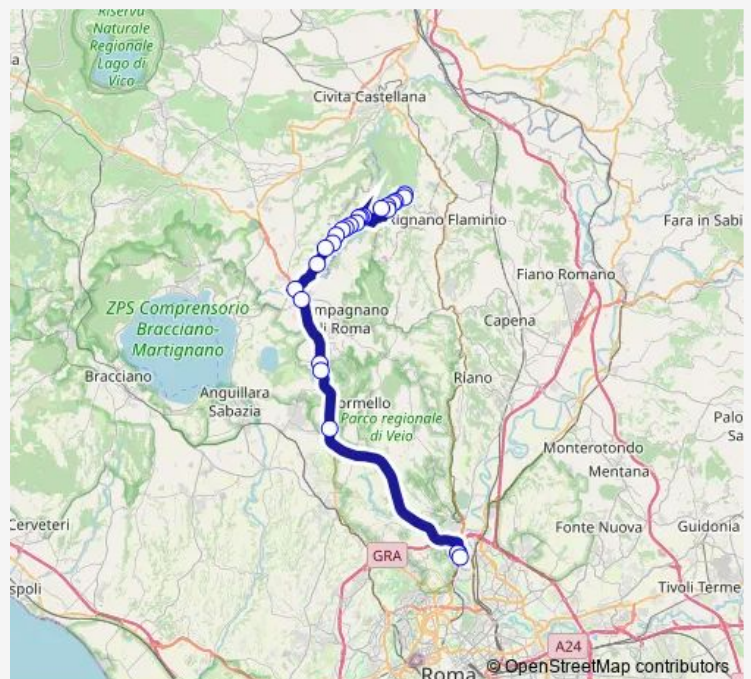 Riserva
Naturale
Regionale
Lago di
Vico
Civita Castellana
Rignano Flaminio
Fara in Sabi
Fiano Romano
ZPS Comprensorio
Bracciano-
Martignano
mpagnano
di Roma
Capena
Bracciano
Anguillara
Sabazia
Riano
ormello
Parco regionale
di Veio
Palo
Sa
Monterotondo
Mentana
Cerveteri
GRA
Fonte Nuova
Guidonia
spoli
Tivoli Terme
A24
Roma
© OpenStreetMap contributors